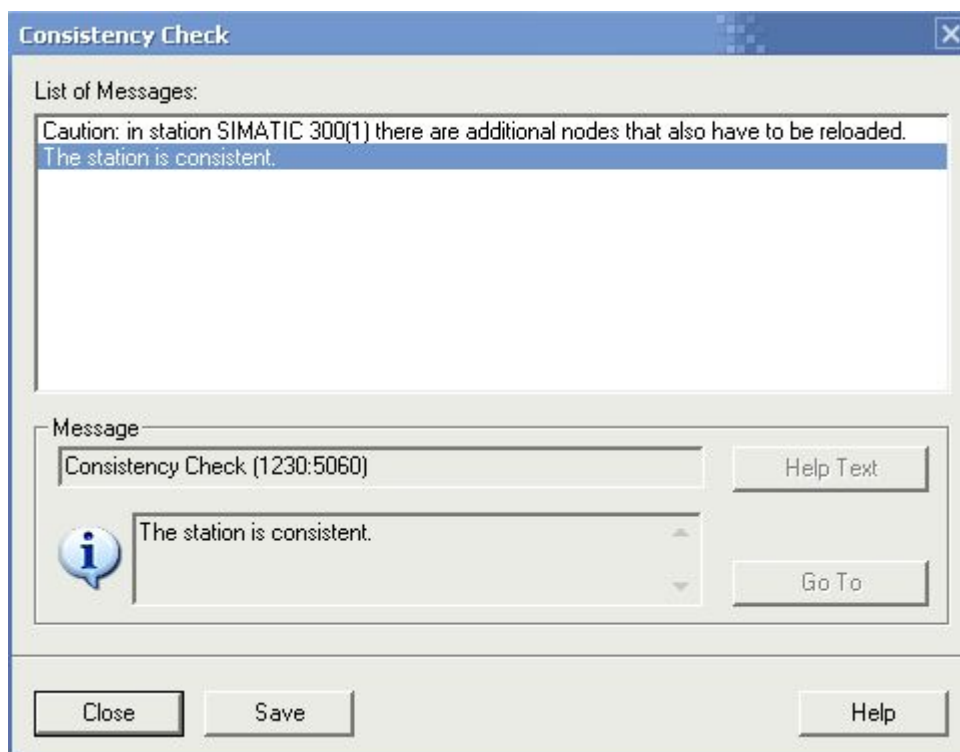 Consistency Check
List of Messages:
Caution: in station SIMATIC 300(1) there are additional nodes that also have to be reloaded.
The station is consistent.
Message
Consistency Check (1230:5060)
Help Text
The station is consistent.
Go To
Close
Save
Help